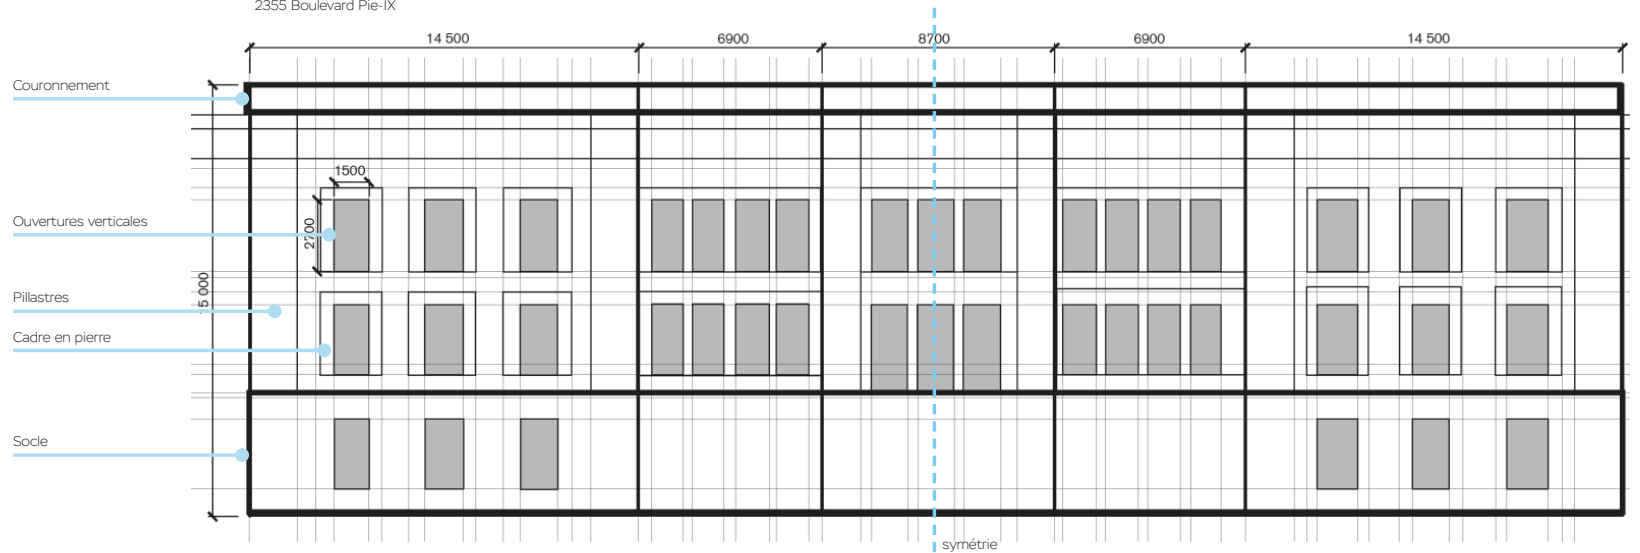 2355 Boulevard Pie-IX
14 500
6900
8700
6900
14 500
Couronnement
1500
Ouvertures verticales
2700
Pillastres
5 000
Cadre en pierre
Socle
symétrie